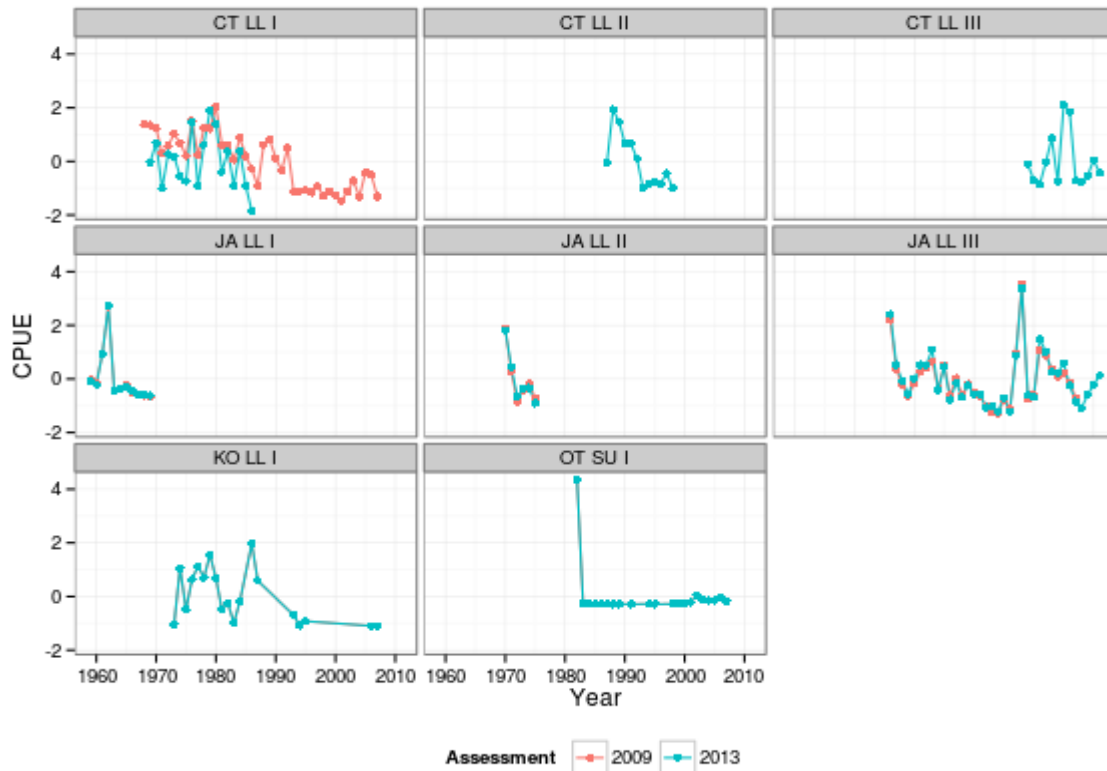 CT LL I CT LL II CT LL III
4
2
0
-2
JA LL I JA LL II JA LL III
4
2
0
-2
CPUE
KO LL I OT SU I
4
2
0
-2
1960 1970 1980 1990 2000 2010 1960 1970 1980 1990 2000 2010
Year
Assessment 2009 2013